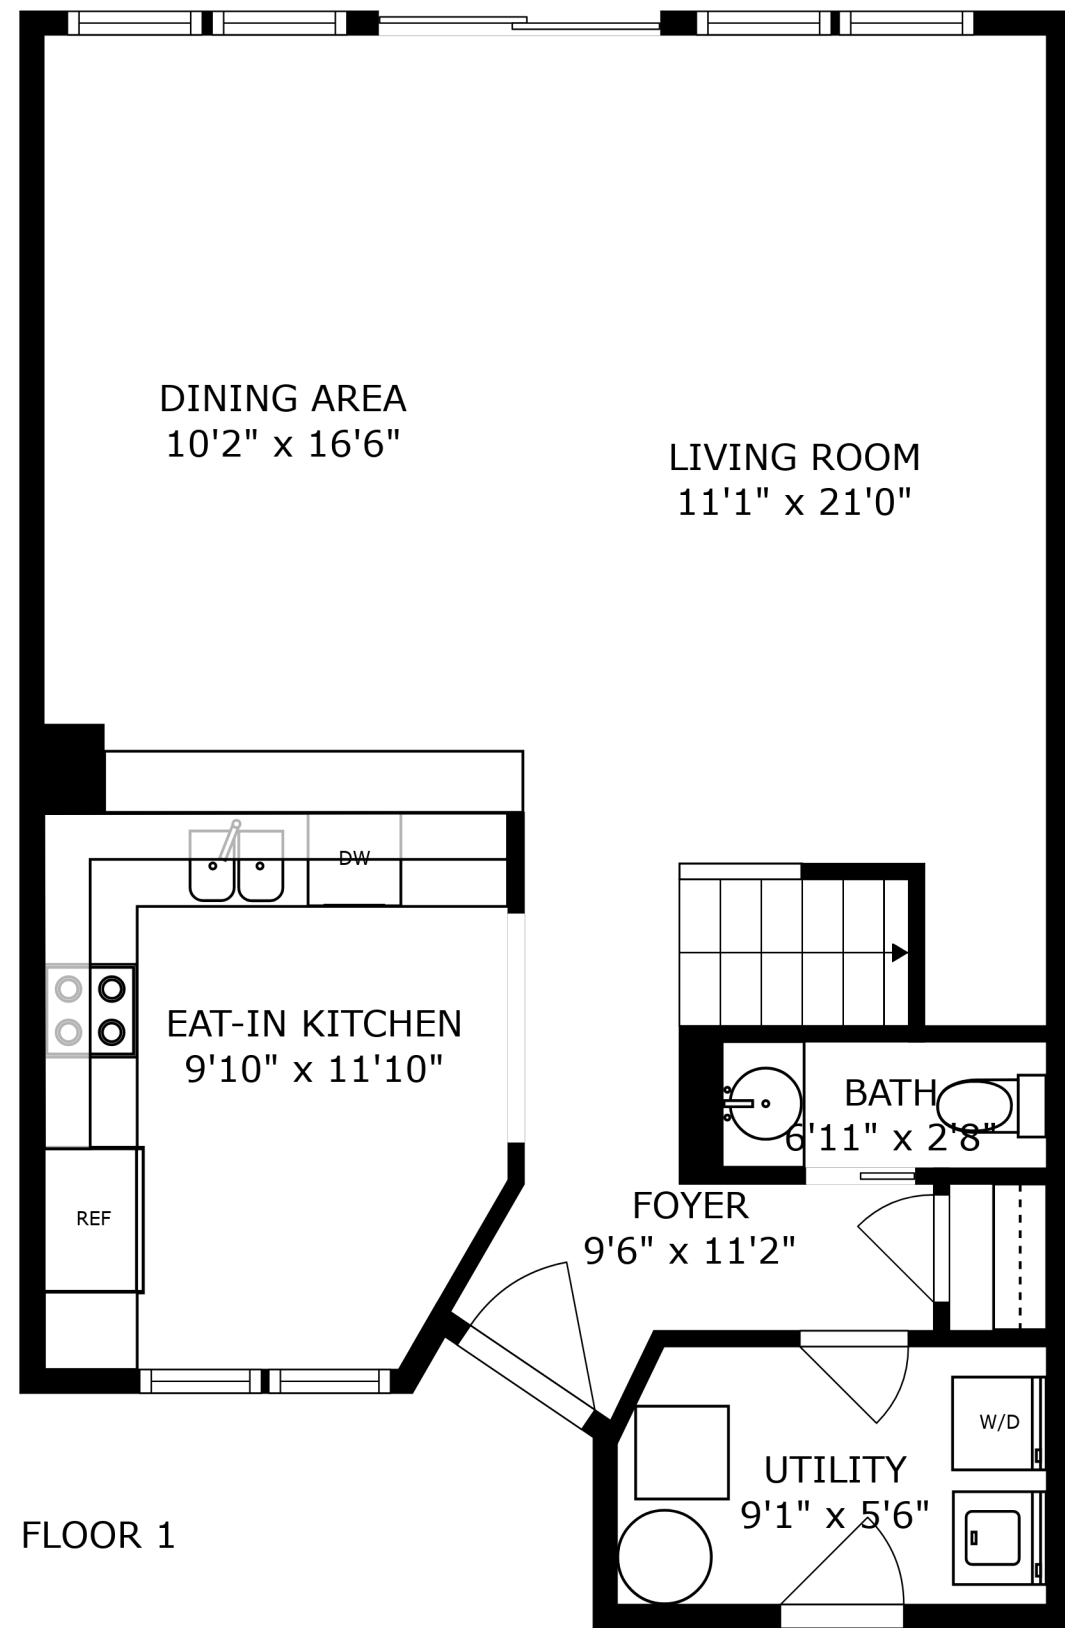 DINING AREA
10'2" x 16'6"
LIVING ROOM
11'1" x 21'0"
DW
EAT-IN KITCHEN
9'10" x 11'10"
BATH
6'11" x 2'8"
REF
FOYER
9'6" x 11'2"
W/D
UTILITY
9'1" x 5'6"
FLOOR 1